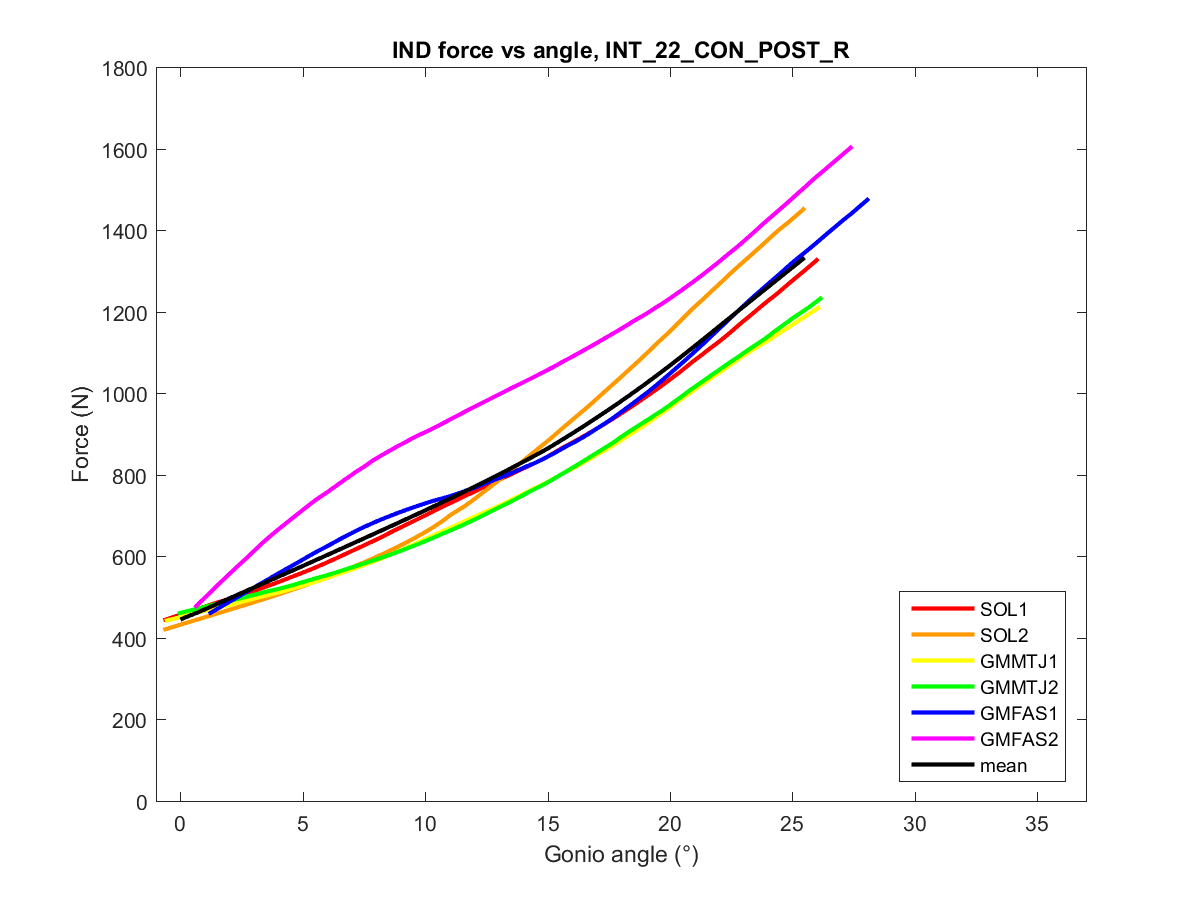 IND force vs angle, INT_22_CON_POST_R
1800
1600
1400
1200
1000
800
600
400
200
0
Force (N)
0 5 10 15 20 25 30 35
Gonio angle (°)
SOL1
SOL2
GMMTJ1
GMMTJ2
GMFAS1
GMFAS2
mean